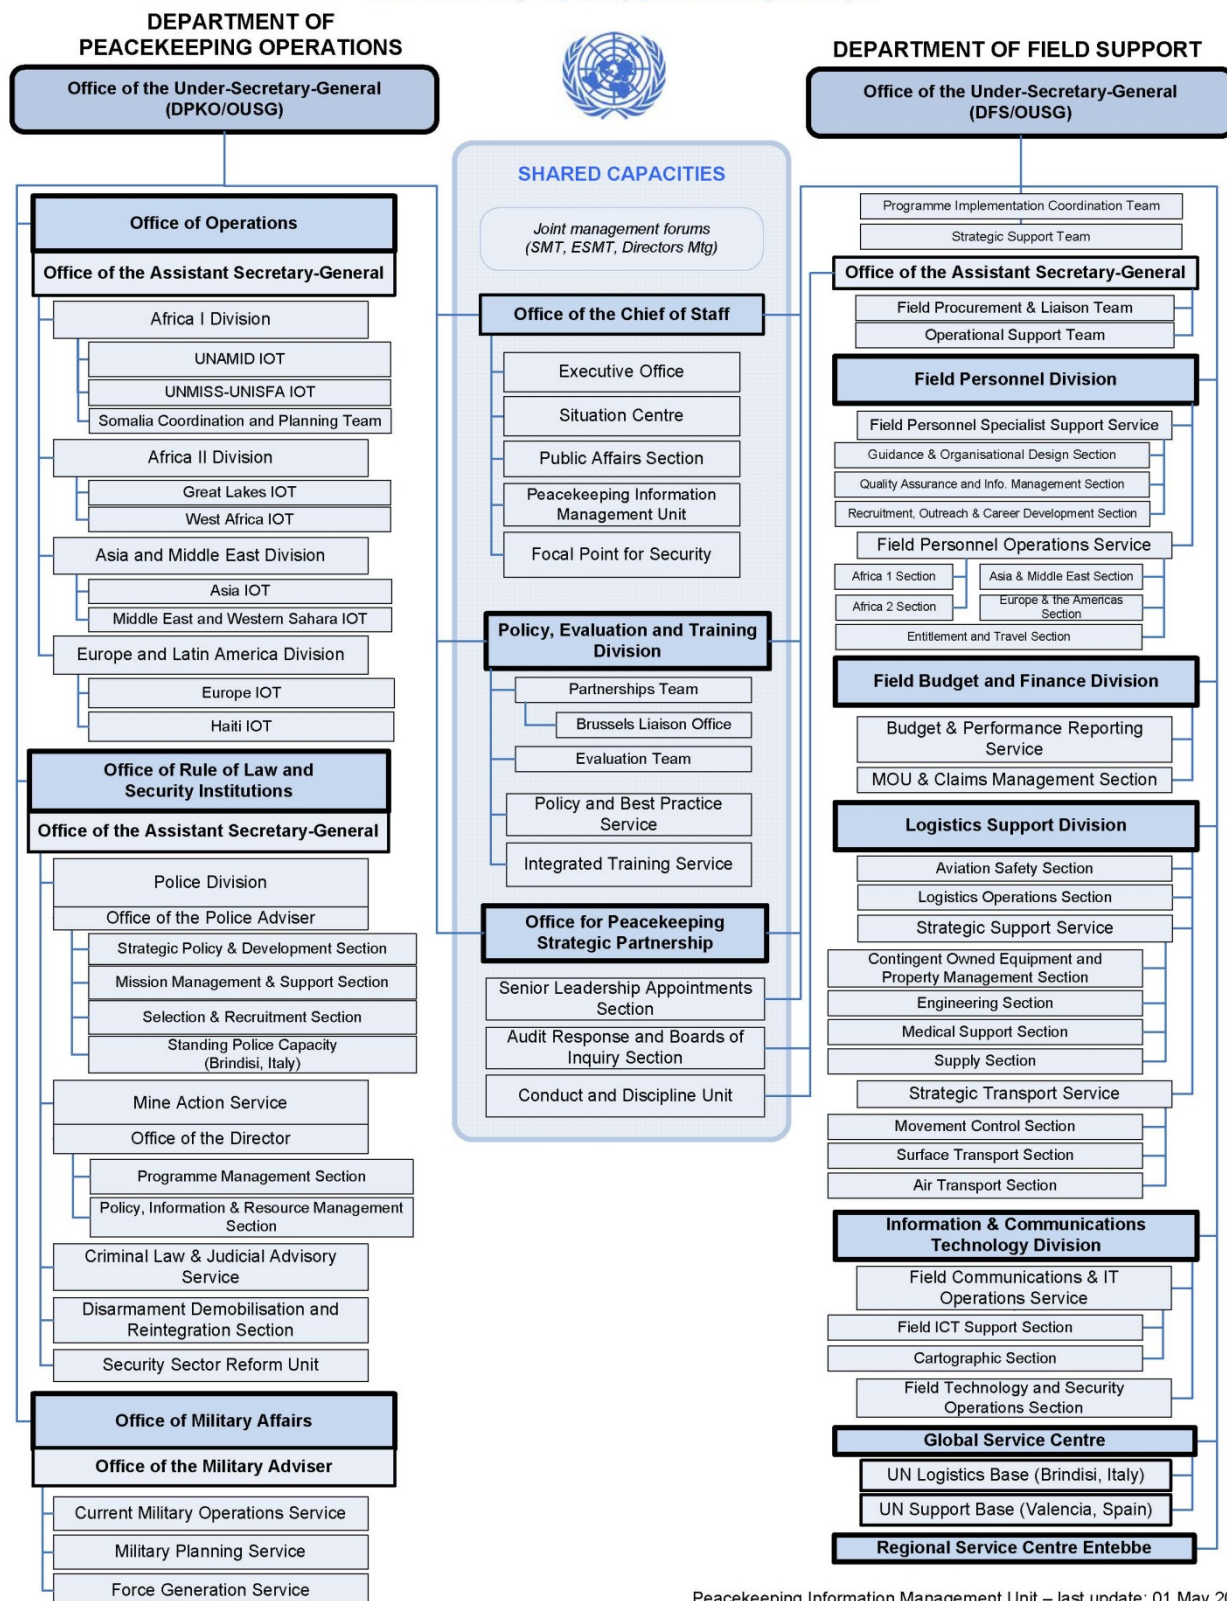 DEPARTMENT OF
PEACEKEEPING OPERATIONS
Office of the Under-Secretary-General
(DPKO/OUSG)
Office of Operations
Office of the Assistant Secretary-General
Africa I Division
UNAMID IOT
UNMISS-UNISFA IOT
Somalia Coordination and Planning Team
Africa II Division
Great Lakes IOT
West Africa IOT
Asia and Middle East Division
Asia IOT
Middle East and Western Sahara IOT
Europe and Latin America Division
Europe IOT
Haiti IOT
Office of Rule of Law and
Security Institutions
Office of the Assistant Secretary-General
Police Division
Office of the Police Adviser
Strategic Policy & Development Section
Mission Management & Support Section
Selection & Recruitment Section
Standing Police Capacity
(Brindisi, Italy)
Mine Action Service
Office of the Director
Programme Management Section
Policy, Information & Resource Management
Section
Criminal Law & Judicial Advisory
Service
Disarmament Demobilisation and
Reintegration Section
Security Sector Reform Unit
Office of Military Affairs
Office of the Military Adviser
Current Military Operations Service
Military Planning Service
Force Generation Service
SHARED CAPACITIES
Joint management forums
(SMT, ESMT, Directors Mtg)
Office of the Chief of Staff
Executive Office
Situation Centre
Public Affairs Section
Peacekeeping Information
Management Unit
Focal Point for Security
Policy, Evaluation and Training
Division
Partnerships Team
Brussels Liaison Office
Evaluation Team
Policy and Best Practice
Service
Integrated Training Service
Office for Peacekeeping
Strategic Partnership
Senior Leadership Appointments
Section
Audit Response and Boards of
Inquiry Section
Conduct and Discipline Unit
DEPARTMENT OF FIELD SUPPORT
Office of the Under-Secretary-General
(DFS/OUSG)
Programme Implementation Coordination Team
Strategic Support Team
Office of the Assistant Secretary-General
Field Procurement & Liaison Team
Operational Support Team
Field Personnel Division
Field Personnel Specialist Support Service
Guidance & Organisational Design Section
Quality Assurance and Info. Management Section
Recruitment, Outreach & Career Development Section
Field Personnel Operations Service
Africa 1 Section
Asia & Middle East Section
Africa 2 Section
Europe & the Americas
Section
Entitlement and Travel Section
Field Budget and Finance Division
Budget & Performance Reporting
Service
MOU & Claims Management Section
Logistics Support Division
Aviation Safety Section
Logistics Operations Section
Strategic Support Service
Contingent Owned Equipment and
Property Management Section
Engineering Section
Medical Support Section
Supply Section
Strategic Transport Service
Movement Control Section
Surface Transport Section
Air Transport Section
Information & Communications
Technology Division
Field Communications & IT
Operations Service
Field ICT Support Section
Cartographic Section
Field Technology and Security
Operations Section
Global Service Centre
UN Logistics Base (Brindisi, Italy)
UN Support Base (Valencia, Spain)
Regional Service Centre Entebbe
Peacekeeping Information Management Unit – last update: 01 May